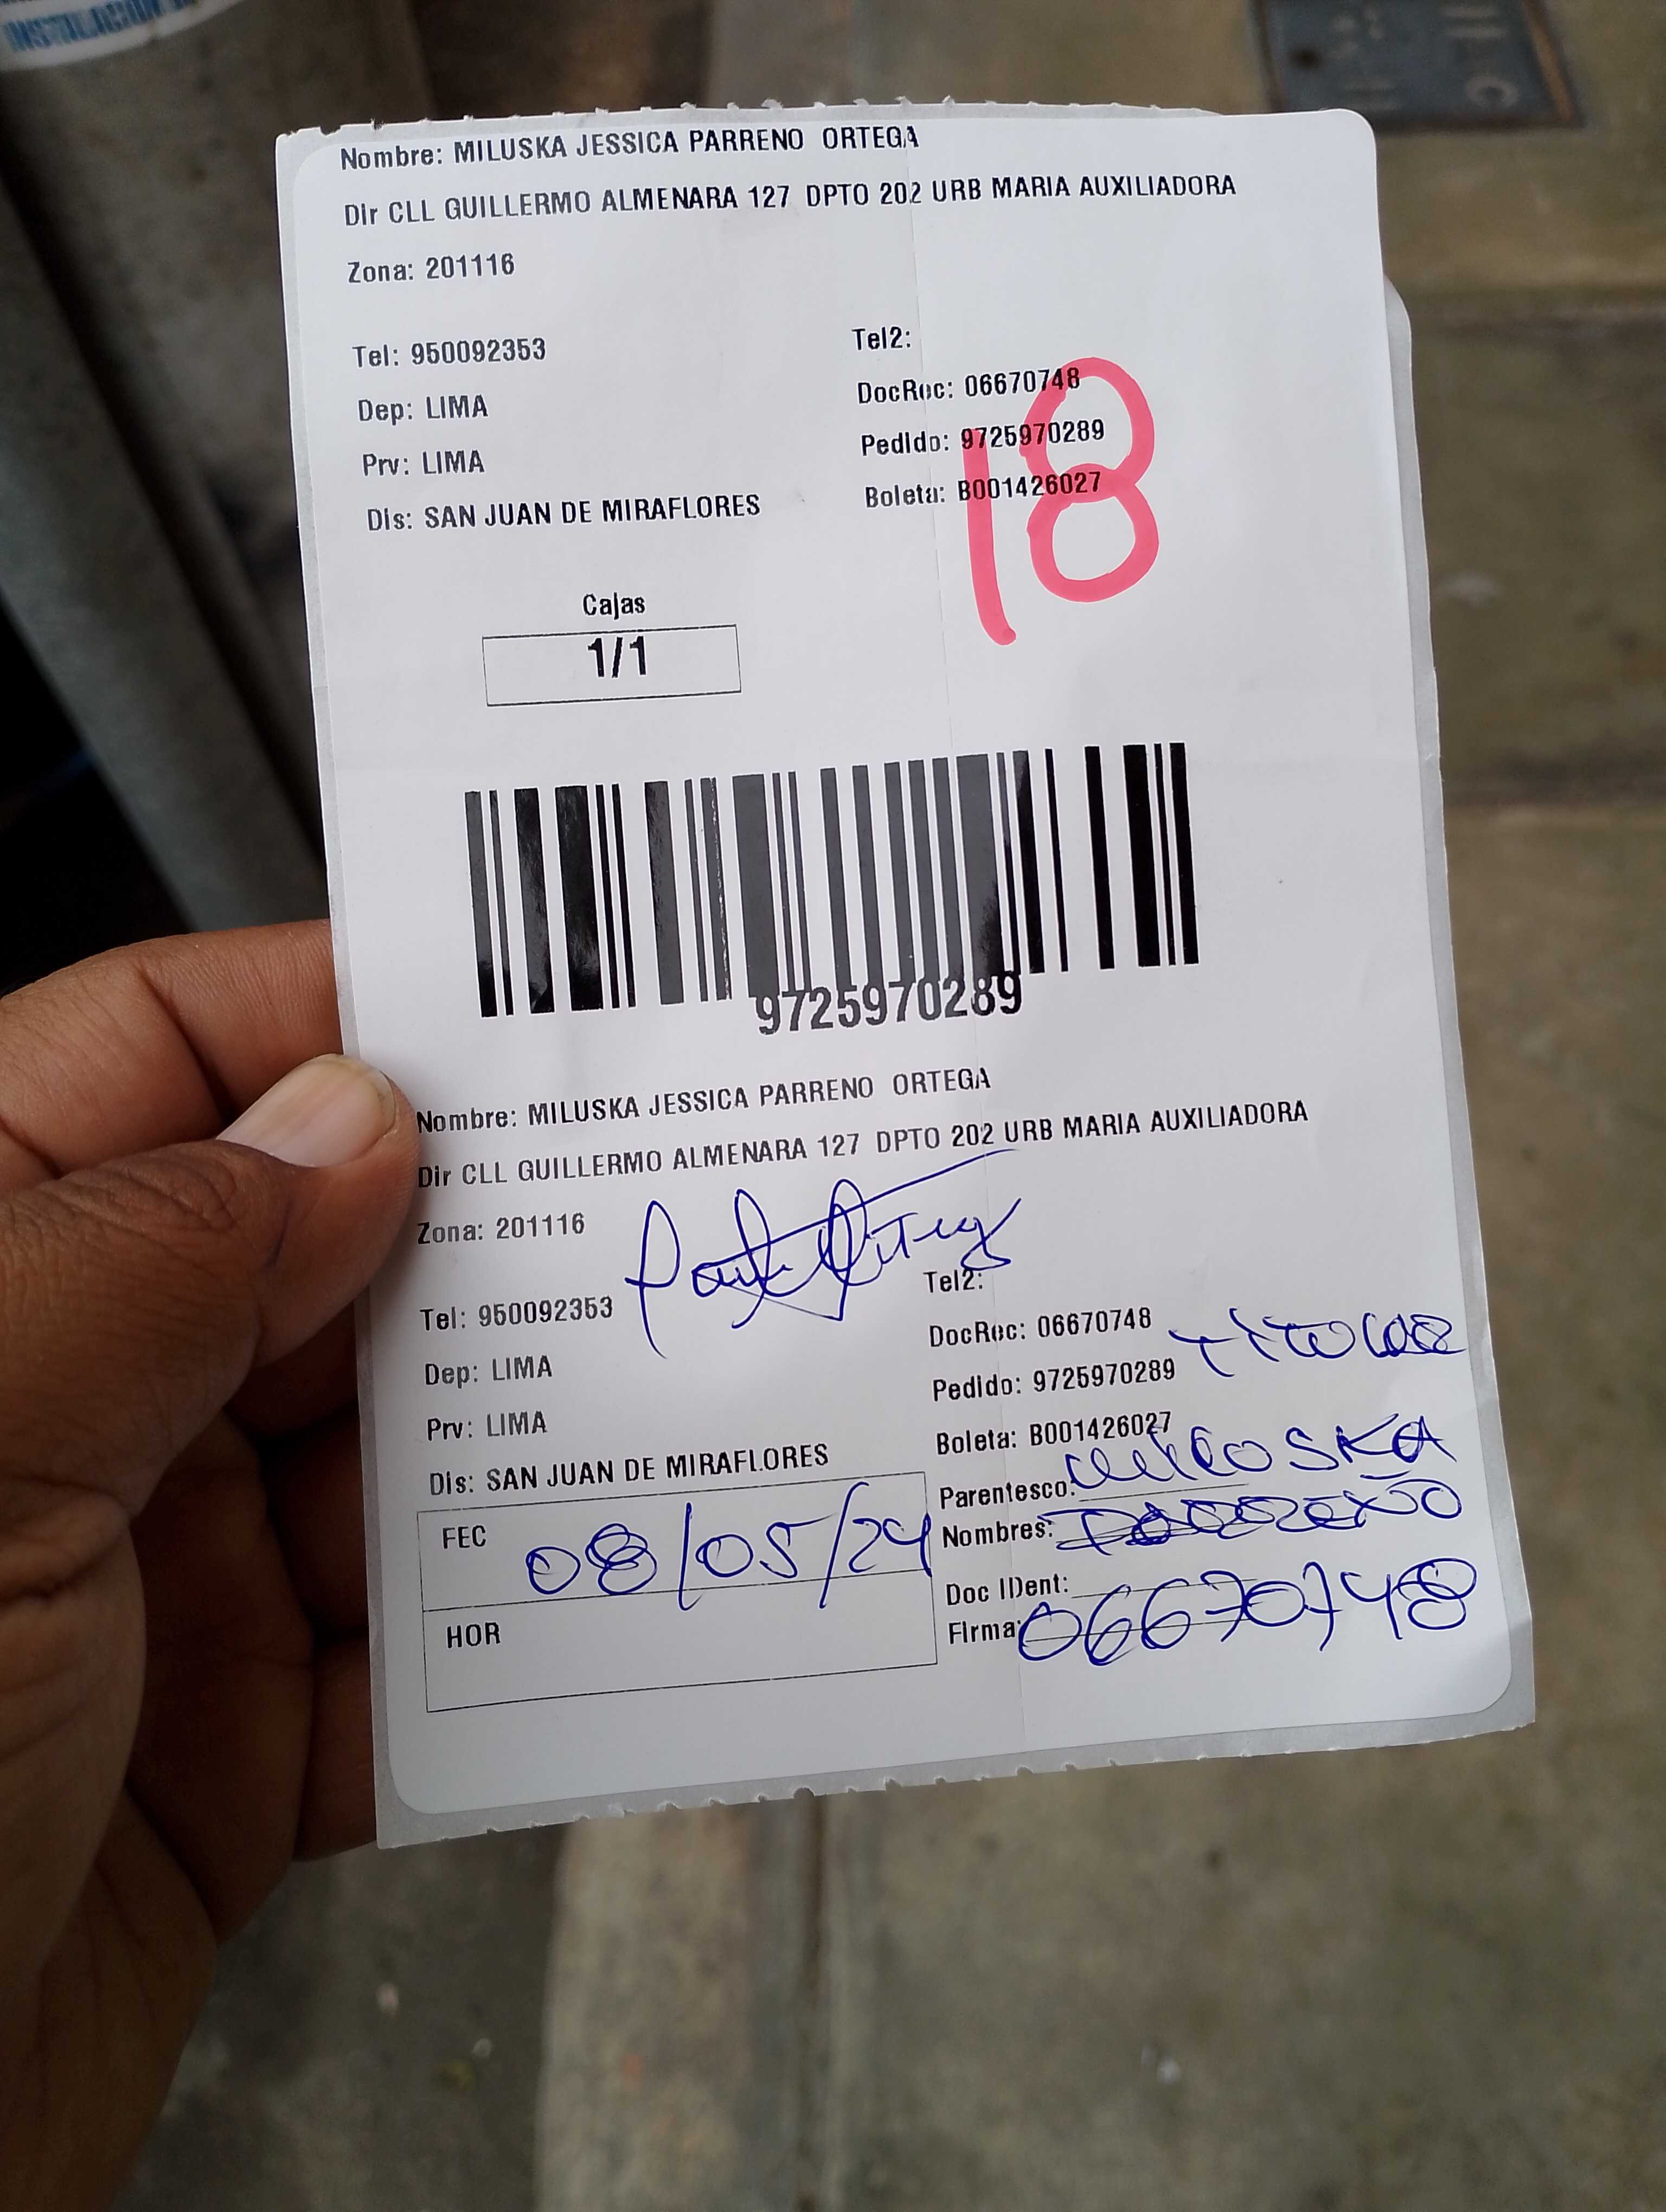 INSTALACION
Nombre: MILUSKA JESSICA PARRENO ORTEGA
Dir CLL GUILLERMO ALMENARA 127 DPTO 202 URB MARIA AUXILIADORA
Zona: 201116
Tel: 950092353 Tel2:
DocRec: 06670748
Dep: LIMA
Pedido: 9725970289
Prv: LIMA
Boleta: B001426027
Dis: SAN JUAN DE MIRAFLORES
18
Cajas
1/1
9725970289
Nombre: MILUSKA JESSICA PARRENO ORTEGA
Dir CLL GUILLERMO ALMENARA 127 DPTO 202 URB MARIA AUXILIADORA
Zona: 201116
Tel: 950092353 Tel2:
DocRec: 06670748 TITULAR
Dep: LIMA
Pedido: 9725970289
Prv: LIMA
Boleta: B001426027
Dis: SAN JUAN DE MIRAFLORES
Parentesco: MILUSKA
FEC 08/05/24
Nombres: PARREÑO
Doc IDent:
HOR
Firma: 06670748